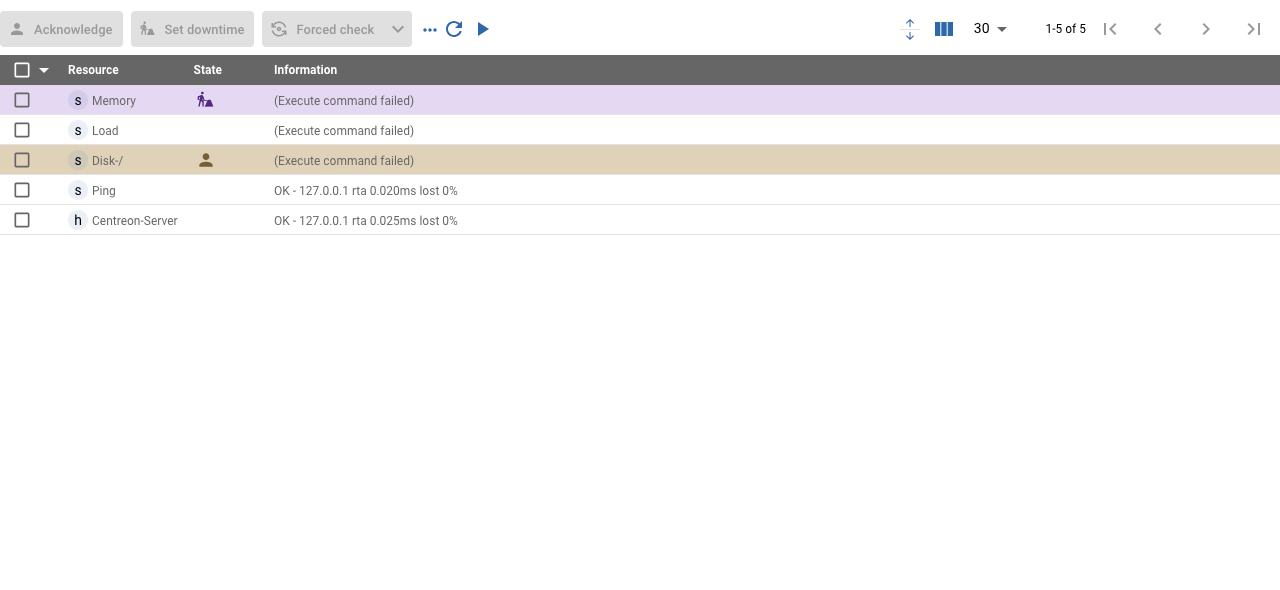 Acknowledge Set downtime Forced check 30 1-5 of 5
Resource State Information
s Memory (Execute command failed)
s Load (Execute command failed)
s Disk-/ (Execute command failed)
s Ping OK - 127.0.0.1 rta 0.020ms lost 0%
h Centreon-Server OK - 127.0.0.1 rta 0.025ms lost 0%